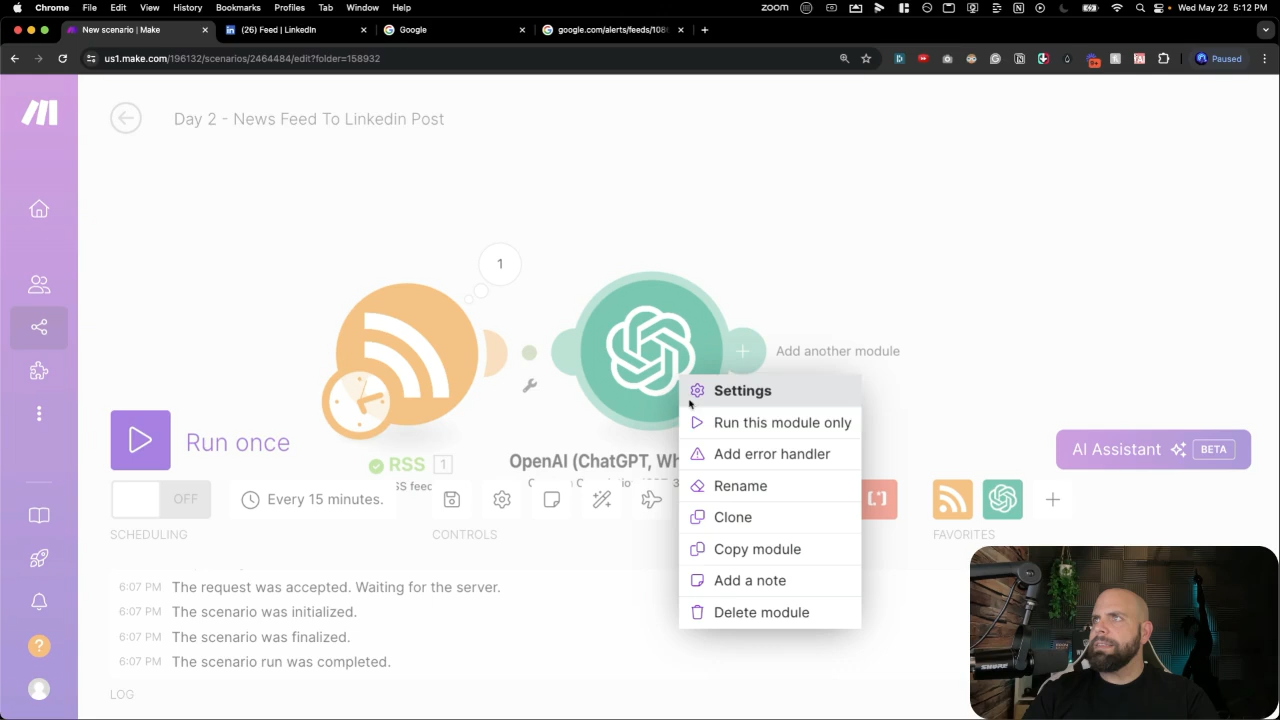 Chrome File Edit View History Bookmarks Profiles Tab Window Help
zoom Wed May 22 5:12 PM
New scenario | Make
(26) Feed | LinkedIn
Google
google.com/alerts/feeds/108
us1.make.com/196132/scenarios/2464484/edit?folder=158932
9+
Paused
Day 2 - News Feed To Linkedin Post
1
Add another module
Settings
Run this module only
Add error handler
Rename
Clone
Copy module
Add a note
Delete module
Run once
RSS 1
OpenAI (ChatGPT, Wh
SS feed
AI Assistant BETA
OFF
Every 15 minutes.
SCHEDULING
CONTROLS
FAVORITES
6:07 PM The request was accepted. Waiting for the server.
6:07 PM The scenario was initialized.
6:07 PM The scenario was finalized.
6:07 PM The scenario run was completed.
LOG
SHURE